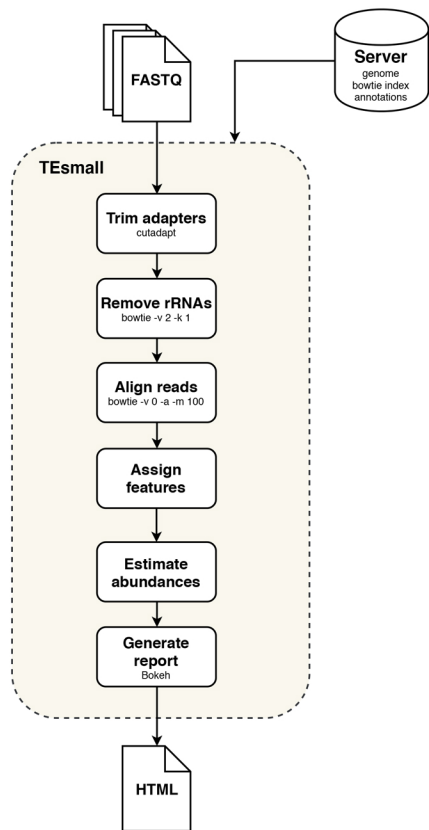 FASTQ
Server
genome
bowtie index
annotations
TEsmall
Trim adapters
cutadapt
Remove rRNAs
bowtie -v 2 -k 1
Align reads
bowtie -v 0 -a -m 100
Assign
features
Estimate
abundances
Generate
report
Bokeh
HTML